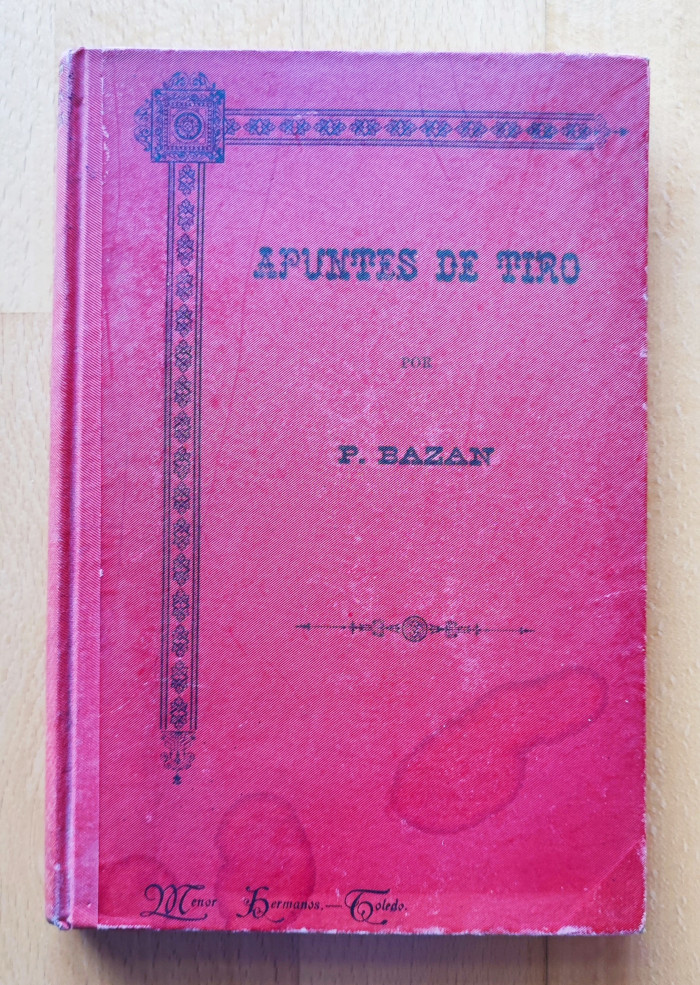 APUNTES DE TIRO
POR
P. BAZAN
Menor Hermanos.—Toledo.